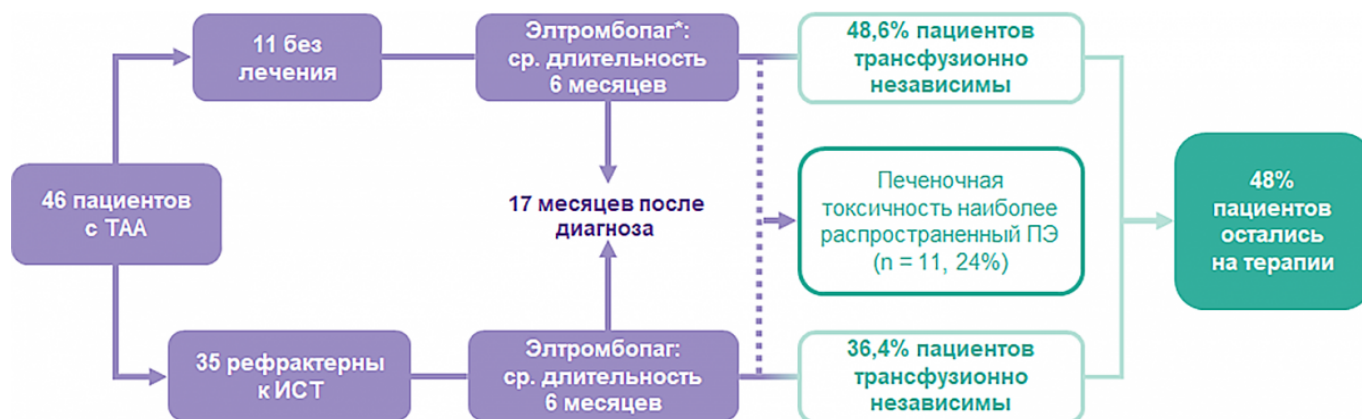 11 без
лечения
Элтромбопаг*:
ср. длительность
6 месяцев
48,6% пациентов
трансфузионно
независимы
46 пациентов
с ТАА
17 месяцев после
диагноза
Печеночная
токсичность наиболее
распространенный ПЭ
(n = 11, 24%)
48%
пациентов
остались
на терапии
35 рефрактерны
к ИСТ
Элтромбопаг:
ср. длительность
6 месяцев
36,4% пациентов
трансфузионно
независимы